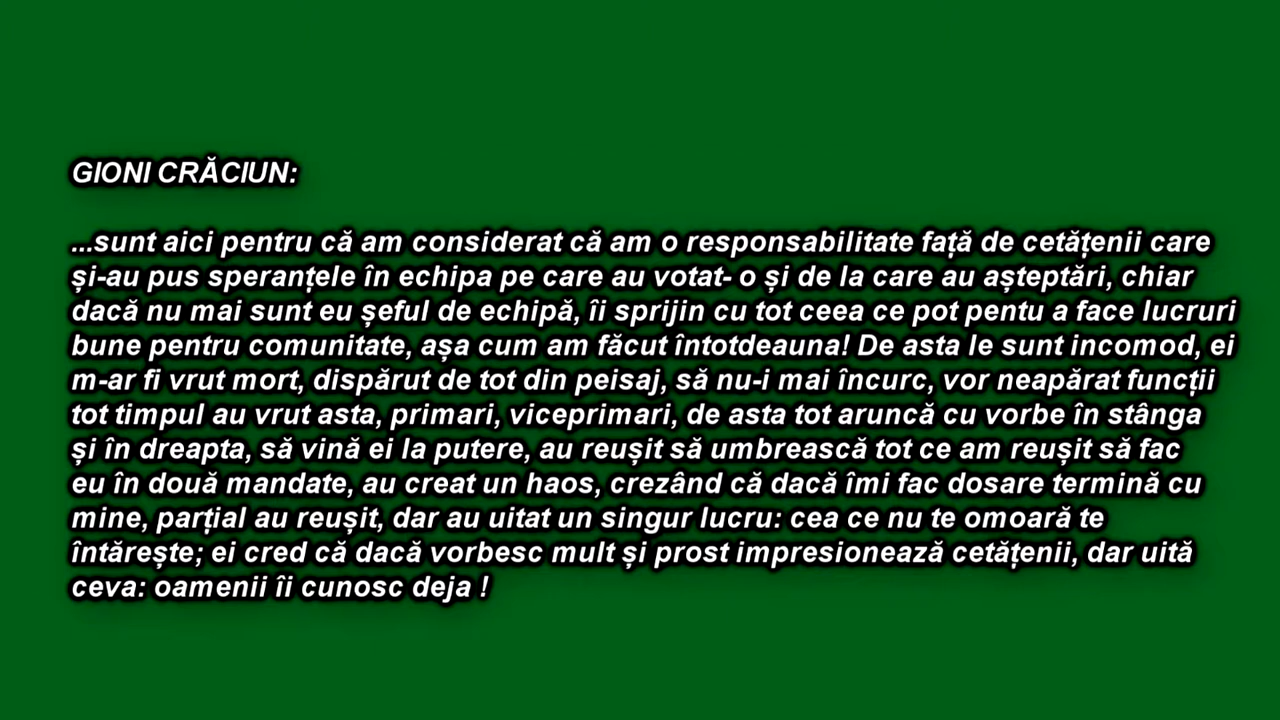 GIONI CRĂCIUN:
...sunt aici pentru că am considerat că am o responsabilitate față de cetățenii care
și-au pus speranțele în echipa pe care au votat- o și de la care au așteptări, chiar
dacă nu mai sunt eu șeful de echipă, îi sprijin cu tot ceea ce pot pentu a face lucruri
bune pentru comunitate, așa cum am făcut întotdeauna! De asta le sunt incomod, ei
m-ar fi vrut mort, dispărut de tot din peisaj, să nu-i mai încurc, vor neapărat funcții
tot timpul au vrut asta, primari, viceprimari, de asta tot aruncă cu vorbe în stânga
și în dreapta, să vină ei la putere, au reușit să umbrească tot ce am reușit să fac
eu în două mandate, au creat un haos, crezând că dacă îmi fac dosare termină cu
mine, parțial au reușit, dar au uitat un singur lucru: cea ce nu te omoară te
întărește; ei cred că dacă vorbesc mult și prost impresionează cetățenii, dar uită
ceva: oamenii îi cunosc deja !